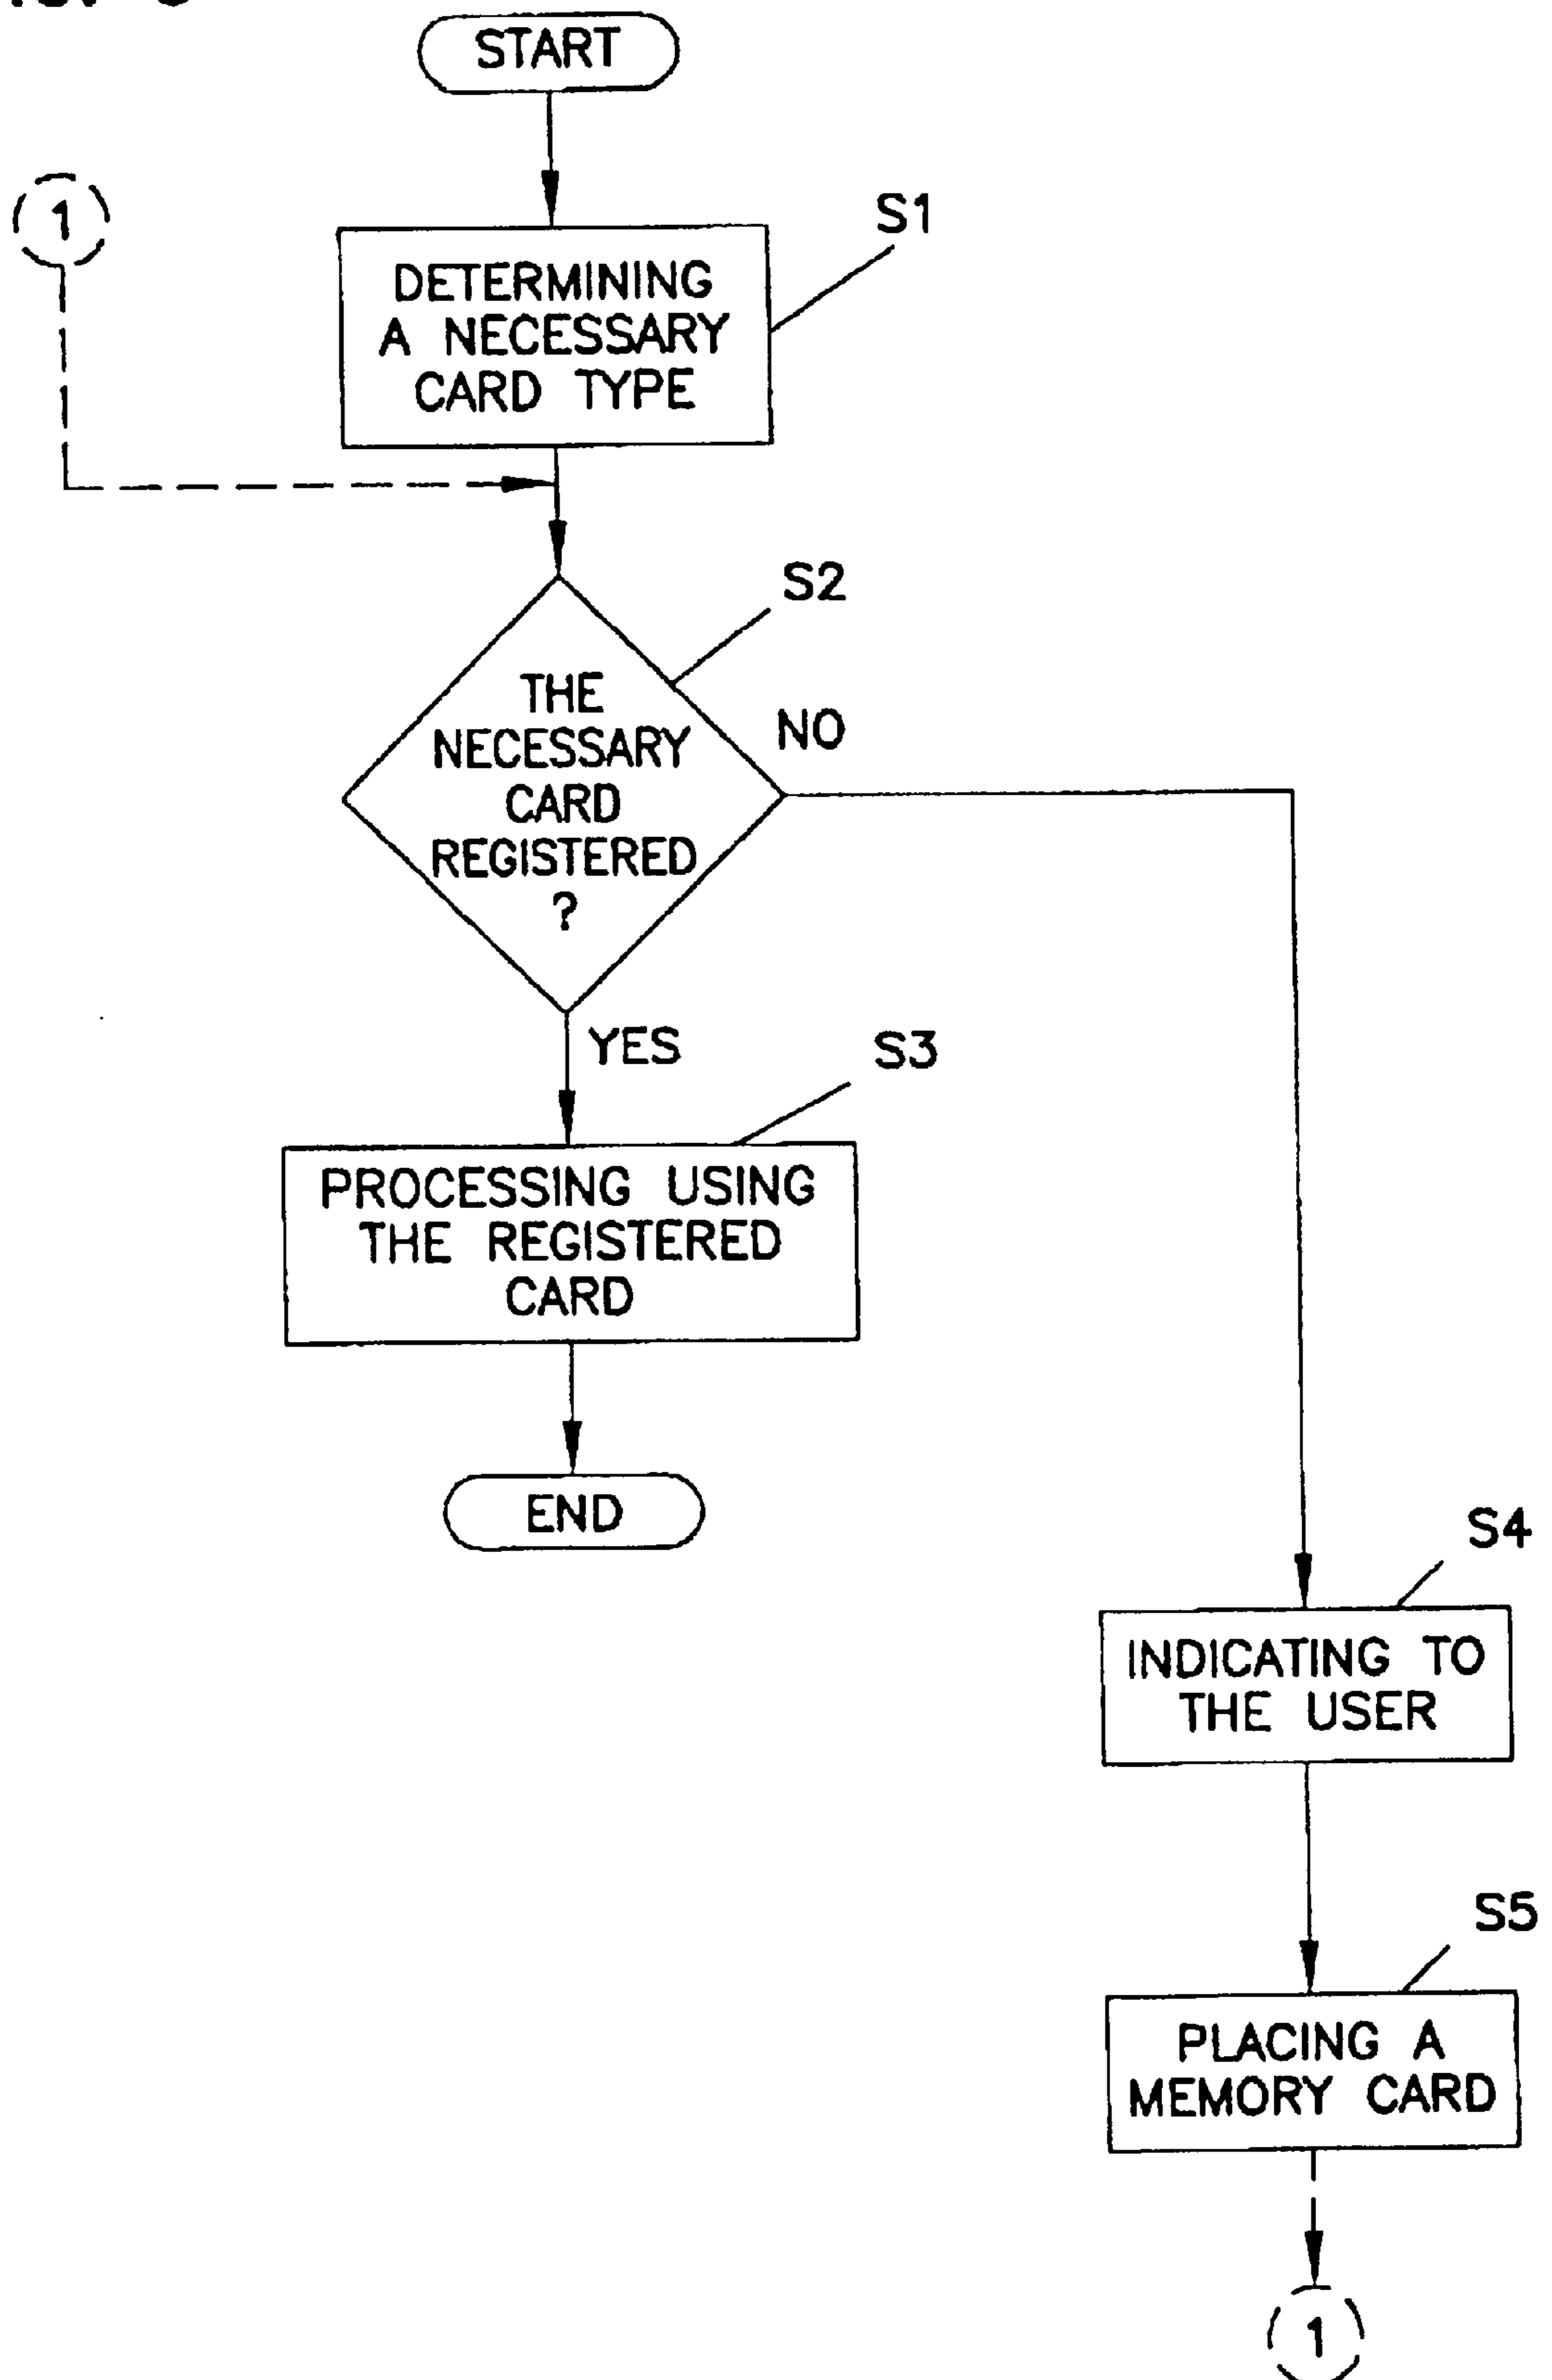 START
1
S1
DETERMINING
A NECESSARY
CARD TYPE
S2
THE
NECESSARY
CARD
REGISTERED
?
NO
YES
S3
PROCESSING USING
THE REGISTERED
CARD
END
S4
INDICATING TO
THE USER
S5
PLACING A
MEMORY CARD
1